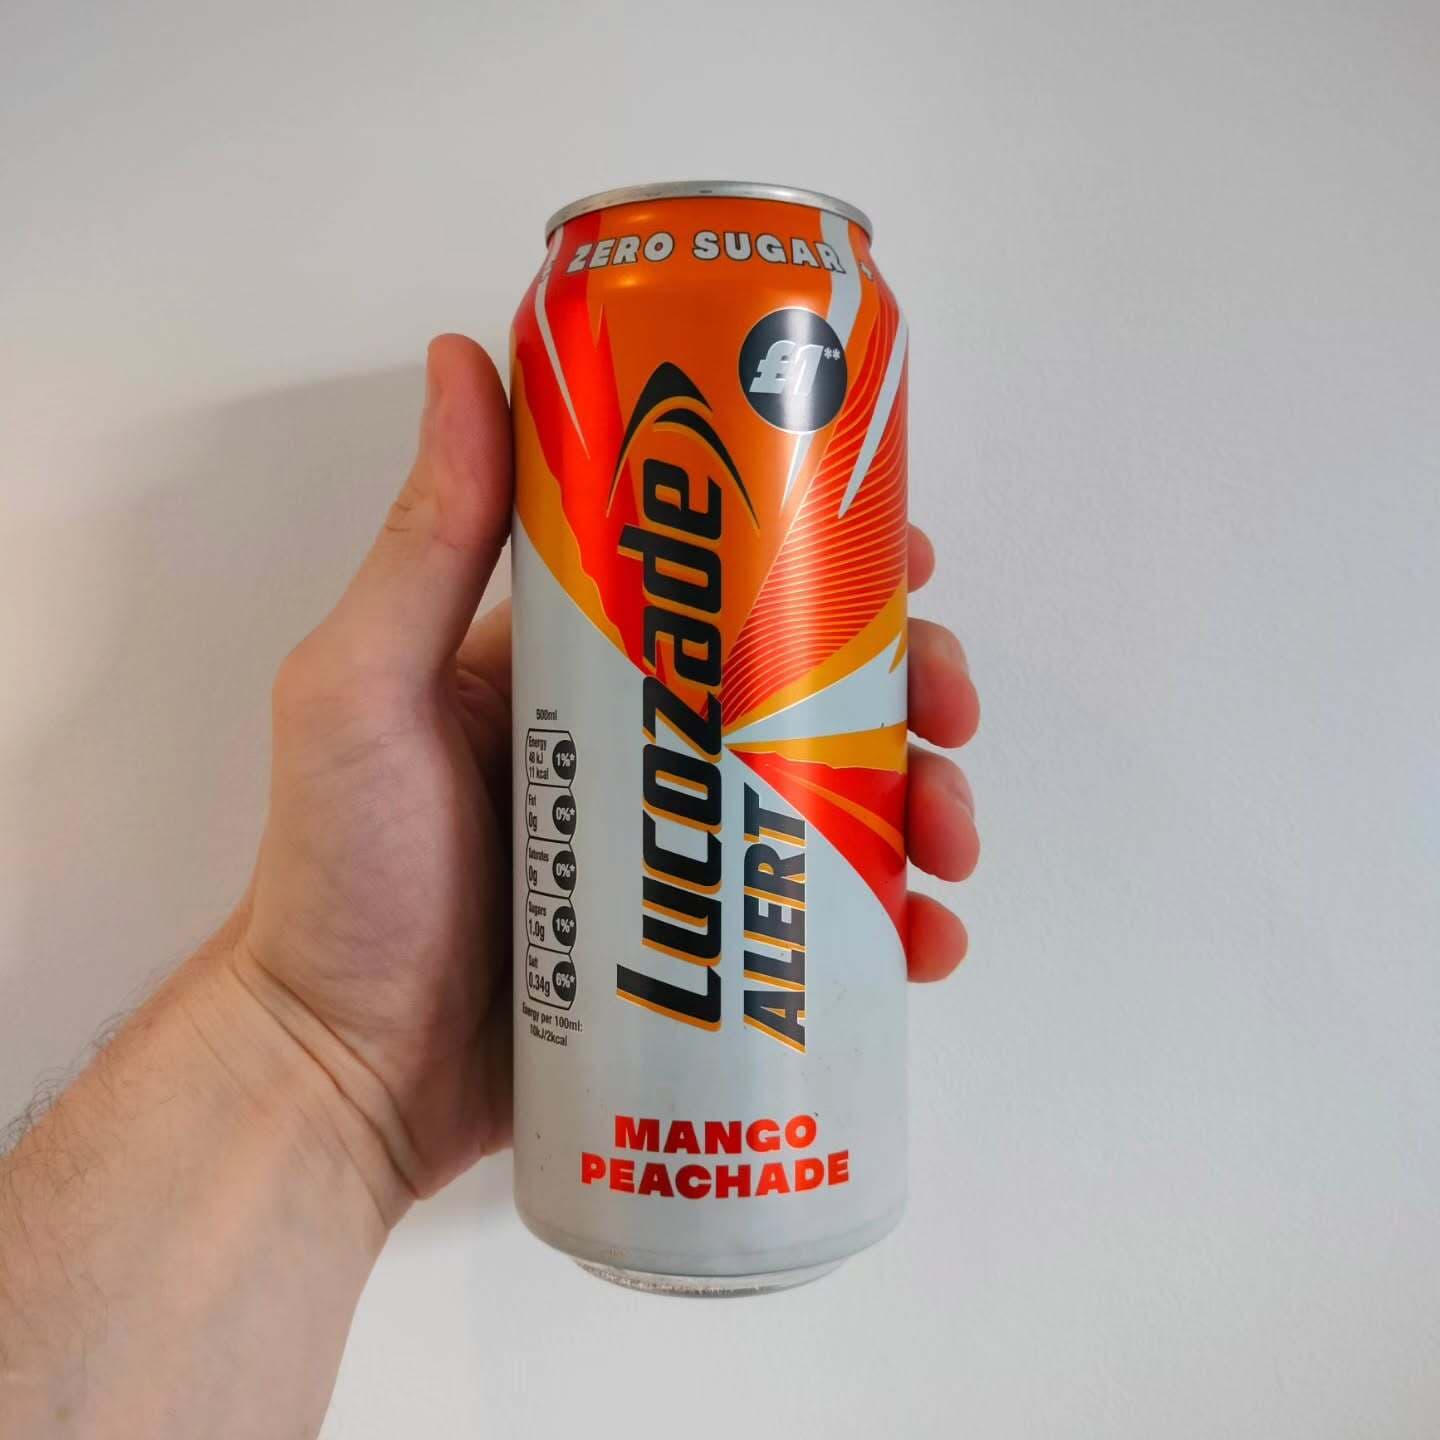 ZERO SUGAR
£1**
Lucozade
ALERT
500ml
Energy
48 kJ
11 kcal
1%*
Fat
0g
0%*
Saturates
0g
0%*
Sugars
1.0g
1%*
Salt
0.34g
6%*
Energy per 100ml:
10kJ/2kcal
MANGO
PEACHADE